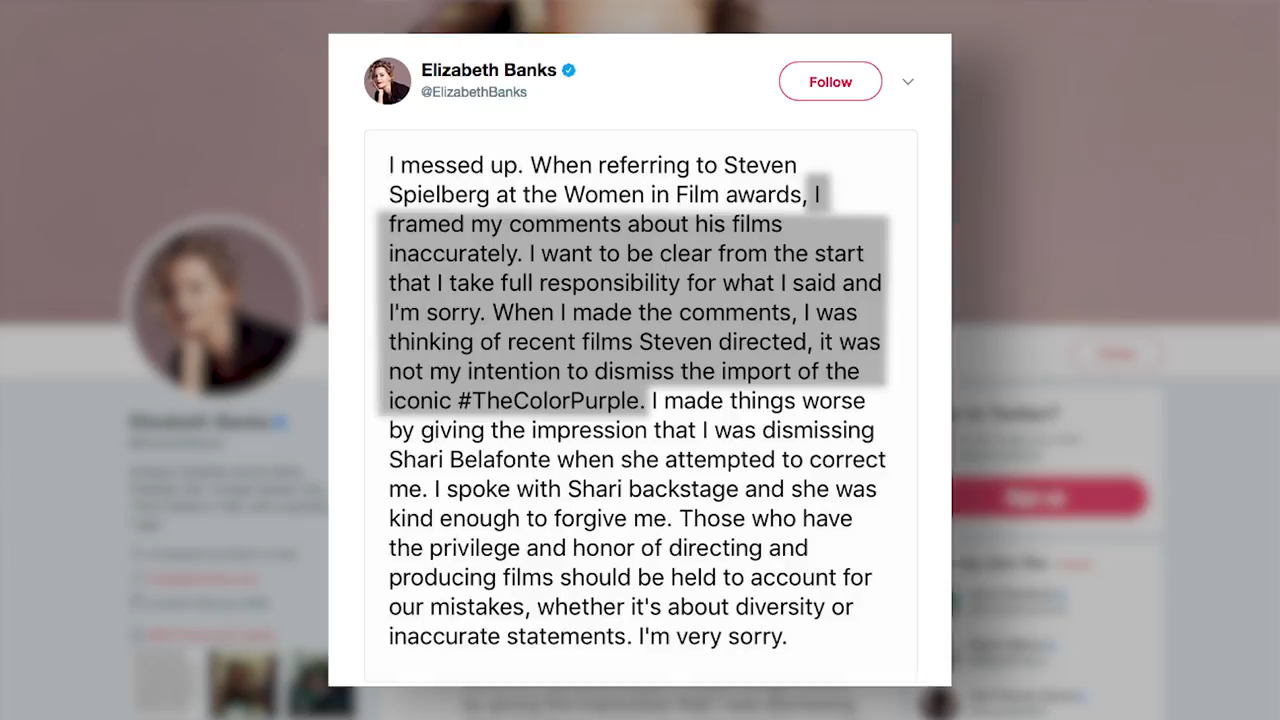 Elizabeth Banks
@ElizabethBanks
Follow
I messed up. When referring to Steven
Spielberg at the Women in Film awards, I
framed my comments about his films
inaccurately. I want to be clear from the start
that I take full responsibility for what I said and
I'm sorry. When I made the comments, I was
thinking of recent films Steven directed, it was
not my intention to dismiss the import of the
iconic #TheColorPurple. I made things worse
by giving the impression that I was dismissing
Shari Belafonte when she attempted to correct
me. I spoke with Shari backstage and she was
kind enough to forgive me. Those who have
the privilege and honor of directing and
producing films should be held to account for
our mistakes, whether it's about diversity or
inaccurate statements. I'm very sorry.